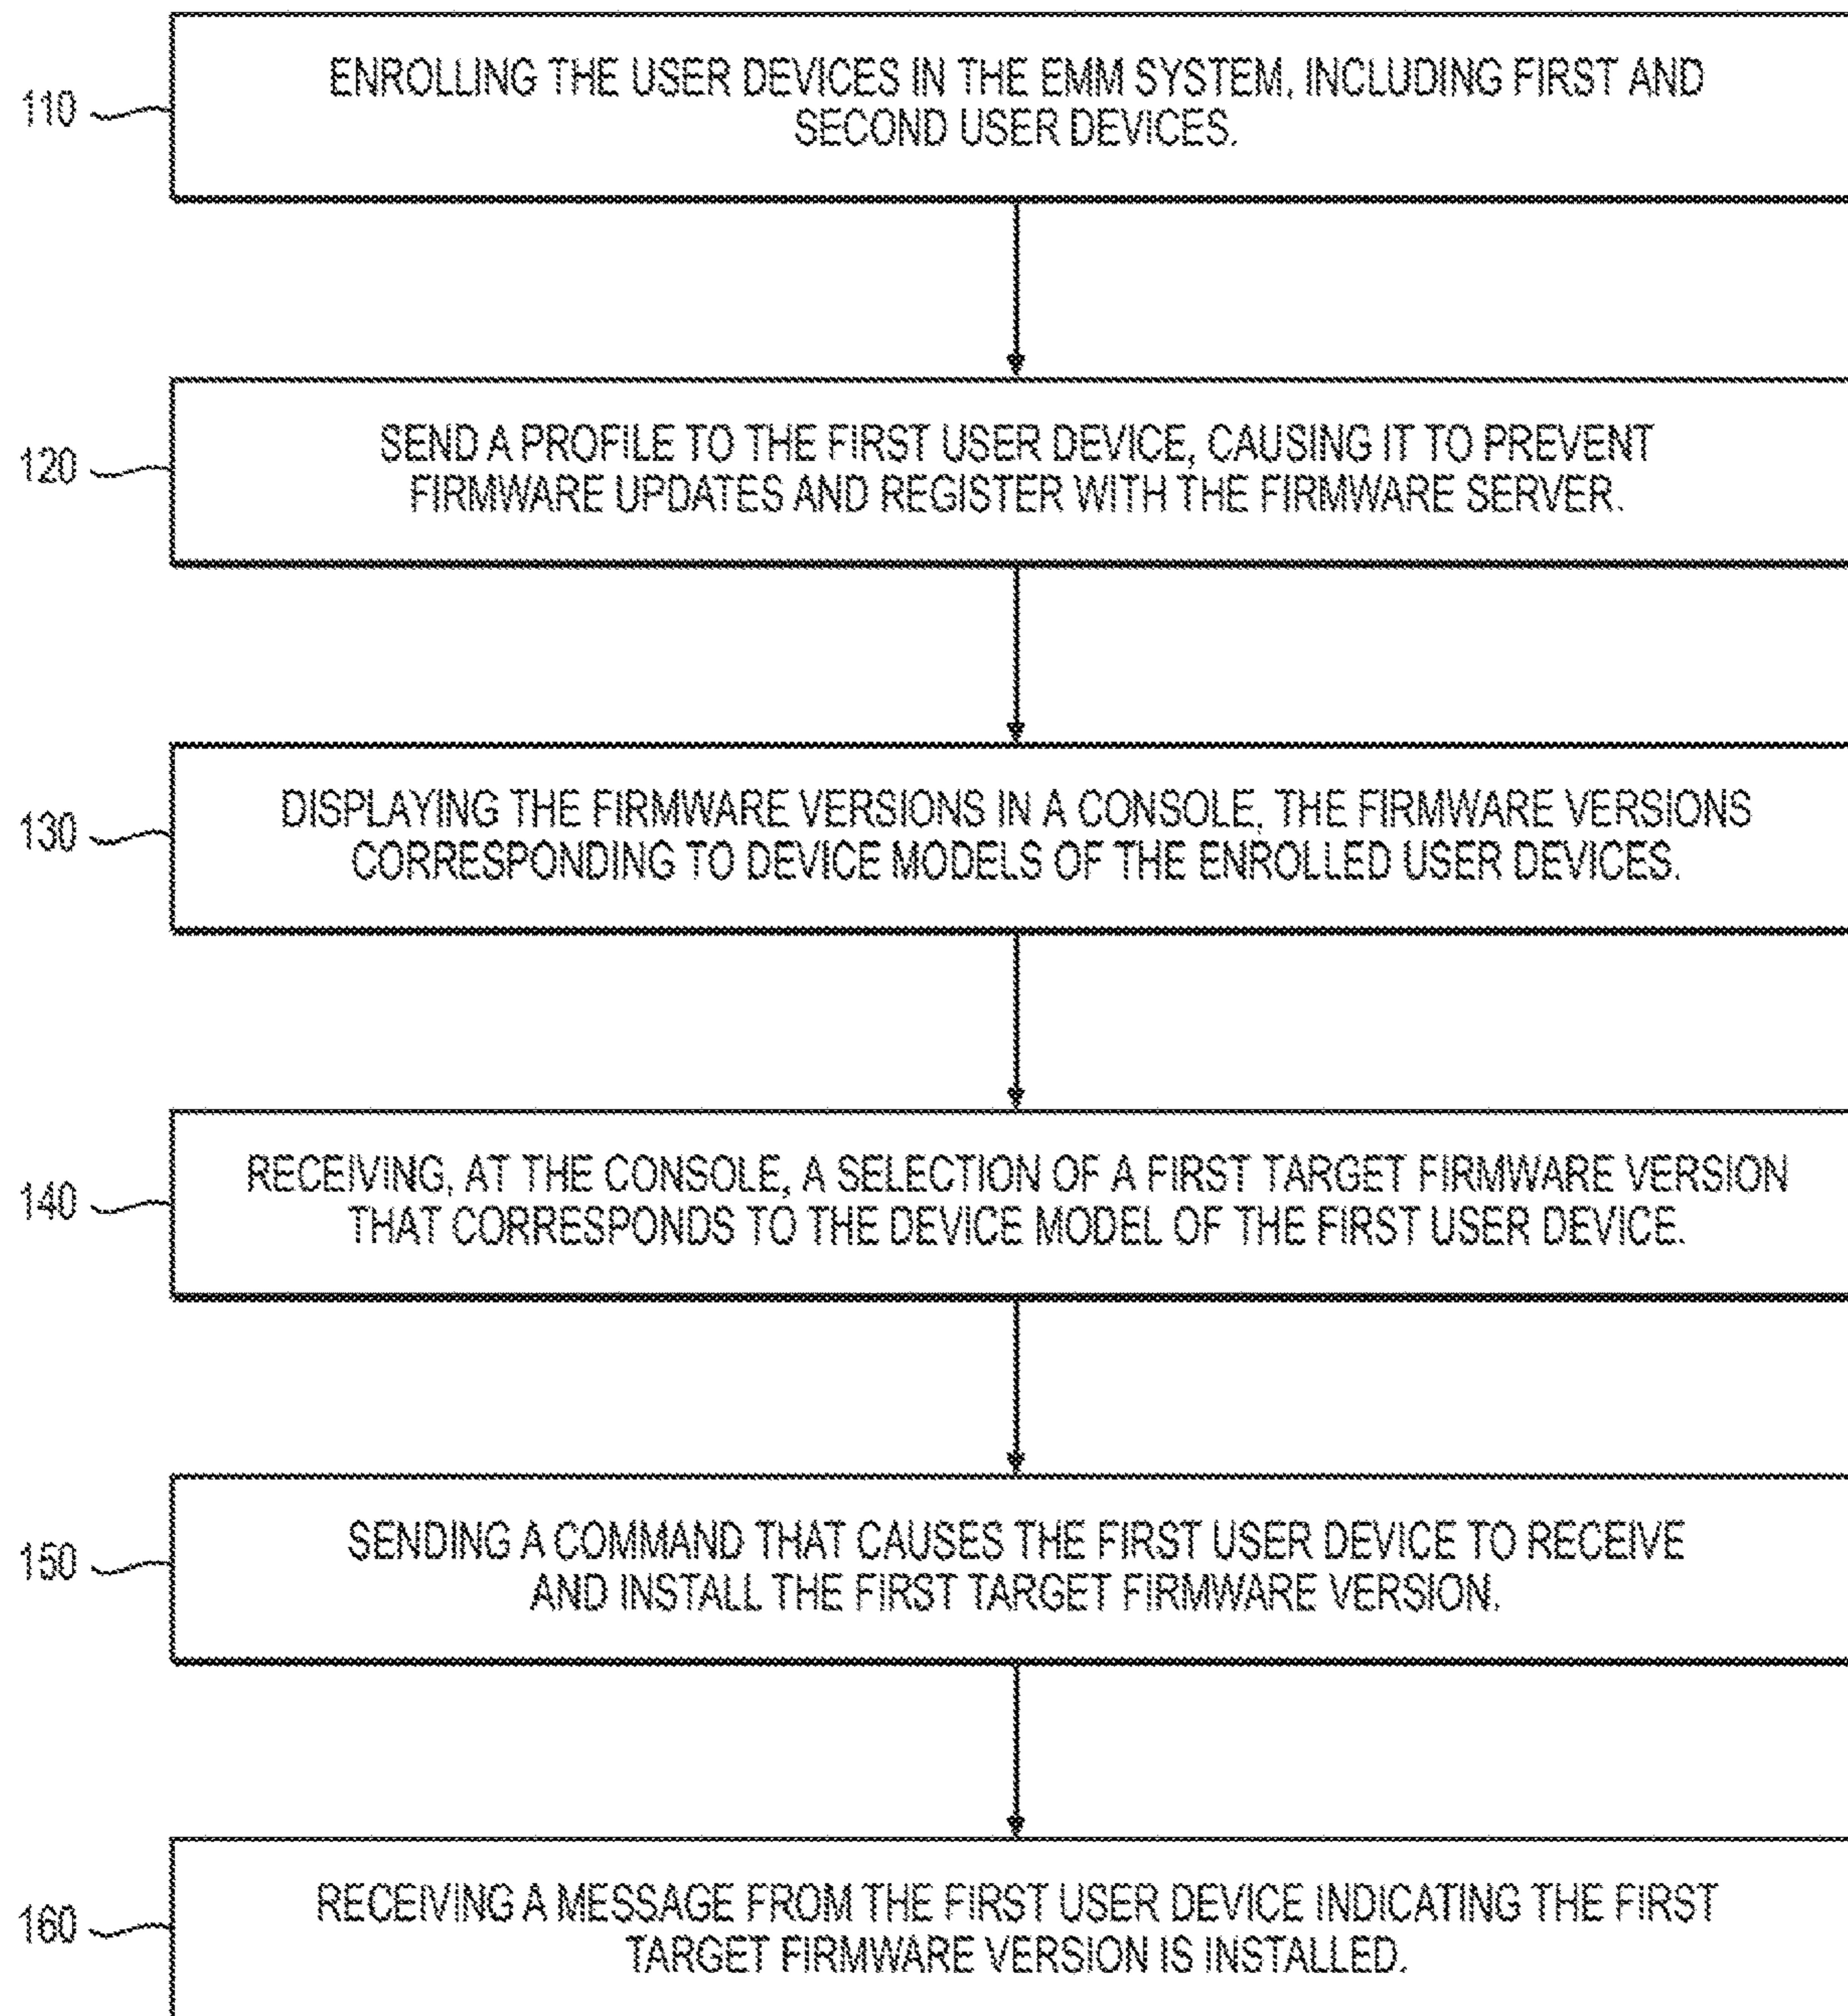 110
ENROLLING THE USER DEVICES IN THE EMM SYSTEM, INCLUDING FIRST AND
SECOND USER DEVICES.
120
SEND A PROFILE TO THE FIRST USER DEVICE, CAUSING IT TO PREVENT
FIRMWARE UPDATES AND REGISTER WITH THE FIRMWARE SERVER.
130
DISPLAYING THE FIRMWARE VERSIONS IN A CONSOLE, THE FIRMWARE VERSIONS
CORRESPONDING TO DEVICE MODELS OF THE ENROLLED USER DEVICES.
140
RECEIVING, AT THE CONSOLE, A SELECTION OF A FIRST TARGET FIRMWARE VERSION
THAT CORRESPONDS TO THE DEVICE MODEL OF THE FIRST USER DEVICE.
150
SENDING A COMMAND THAT CAUSES THE FIRST USER DEVICE TO RECEIVE
AND INSTALL THE FIRST TARGET FIRMWARE VERSION.
160
RECEIVING A MESSAGE FROM THE FIRST USER DEVICE INDICATING THE FIRST
TARGET FIRMWARE VERSION IS INSTALLED.